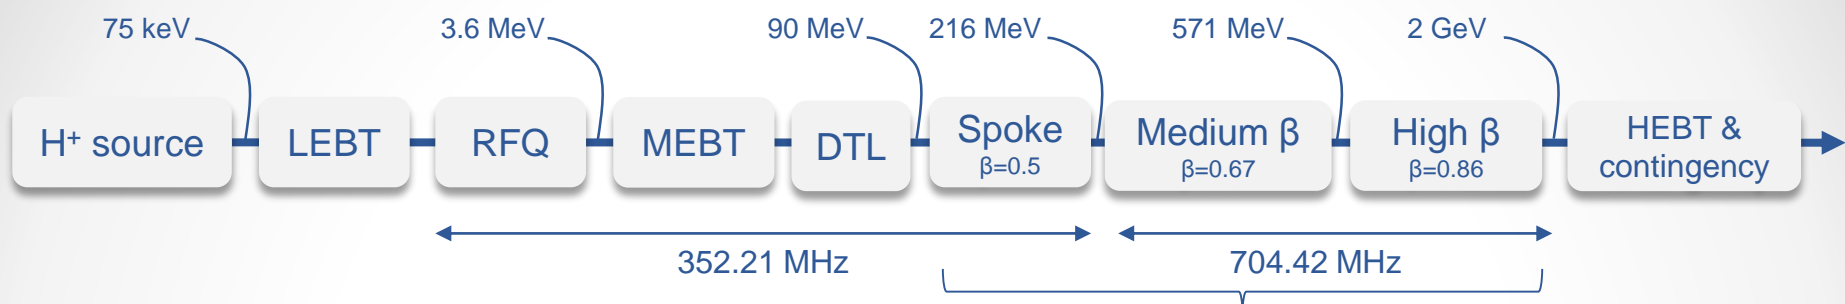 75 keV
3.6 MeV
90 MeV
216 MeV
571 MeV
2 GeV
H⁺ source
LEBT
RFQ
MEBT
DTL
Spoke
β=0.5
Medium β
β=0.67
High β
β=0.86
HEBT &
contingency
352.21 MHz
704.42 MHz